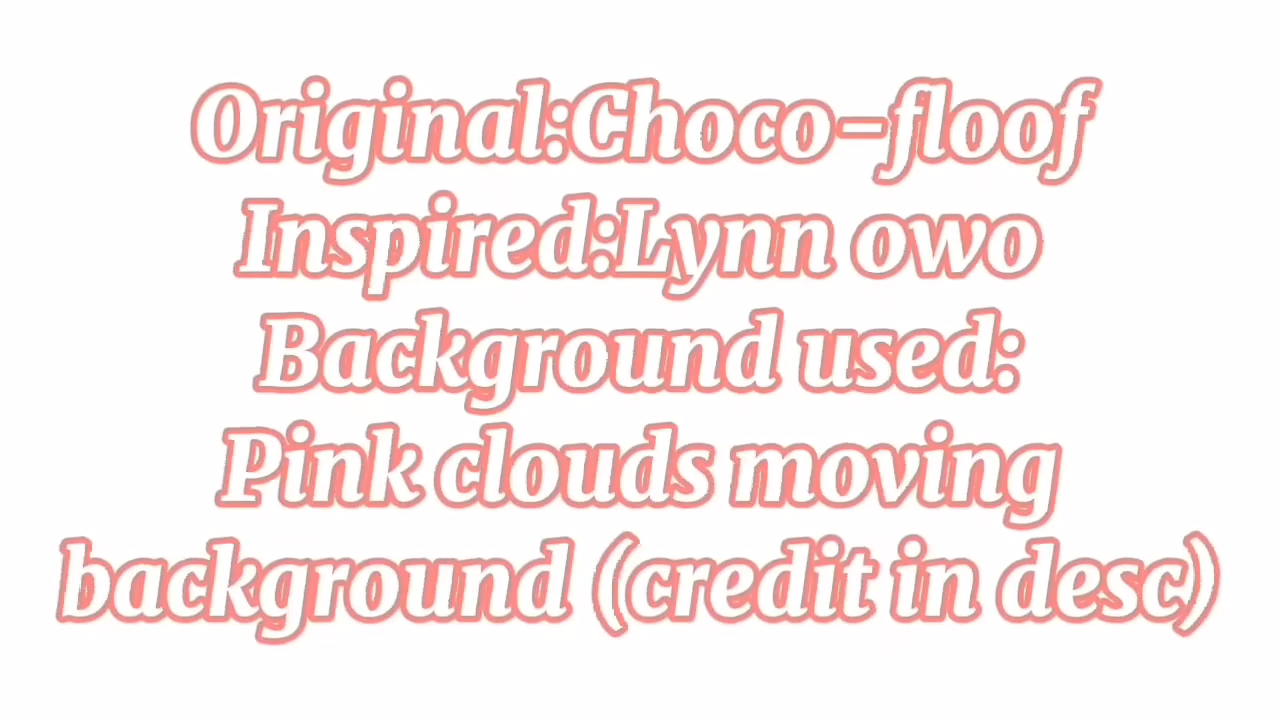 Original:Choco-floof
Inspired:Lynn owo
Background used:
Pink clouds moving
background (credit in desc)